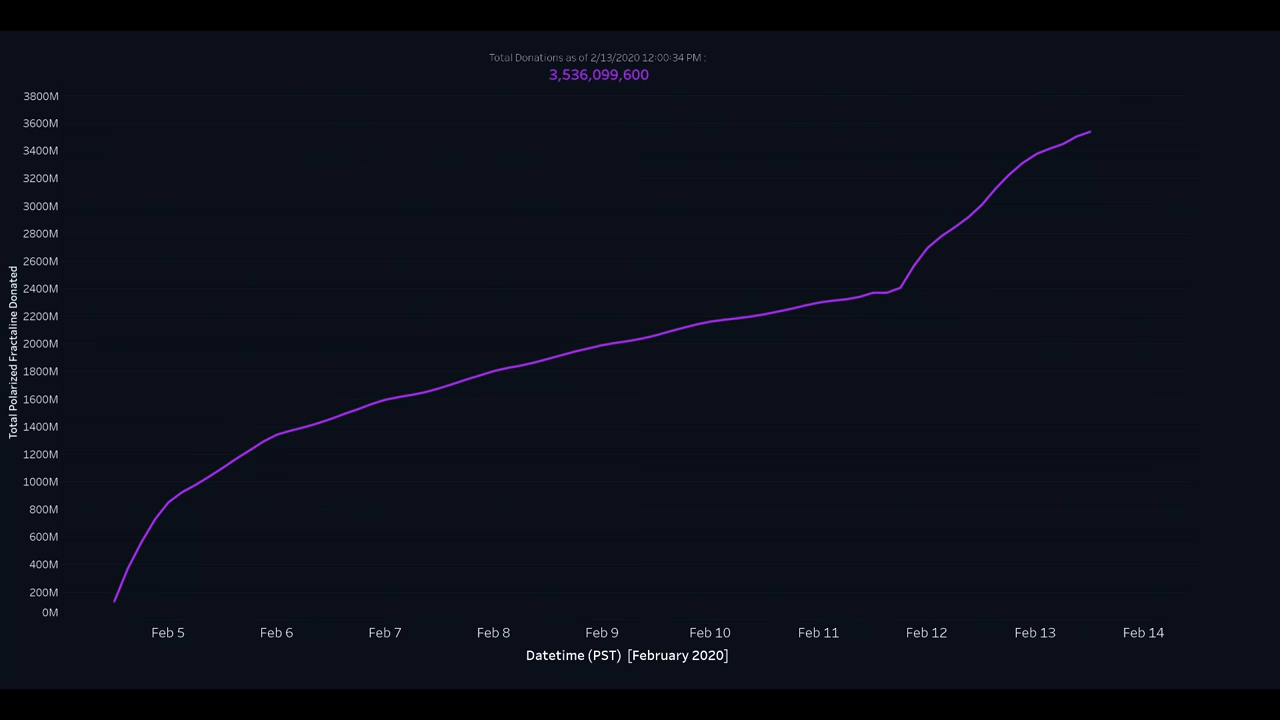 Total Donations as of 2/13/2020 12:00:34 PM :
3,536,099,600
3800M
3600M
3400M
3200M
3000M
2800M
2600M
2400M
2200M
2000M
1800M
1600M
1400M
1200M
1000M
800M
600M
400M
200M
0M
Total Polarized Fractaline Donated
Feb 5 Feb 6 Feb 7 Feb 8 Feb 9 Feb 10 Feb 11 Feb 12 Feb 13 Feb 14
Datetime (PST) [February 2020]